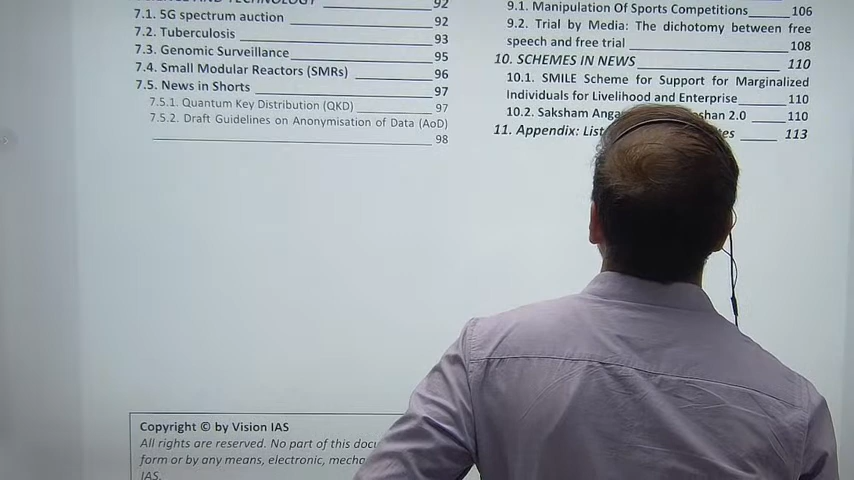 92
7.1. 5G spectrum auction 92
7.2. Tuberculosis 93
7.3. Genomic Surveillance 95
7.4. Small Modular Reactors (SMRs) 96
7.5. News in Shorts 97
7.5.1. Quantum Key Distribution (QKD) 97
7.5.2. Draft Guidelines on Anonymisation of Data (AoD)
98
9.1. Manipulation Of Sports Competitions 106
9.2. Trial by Media: The dichotomy between free
speech and free trial 108
10. SCHEMES IN NEWS 110
10.1. SMILE Scheme for Support for Marginalized
Individuals for Livelihood and Enterprise 110
10.2. Saksham 2.0 110
11. Appendix: 113
Copyright © by Vision IAS
All rights are reserved. No part of this
form or by any means, electronic,
IAS.